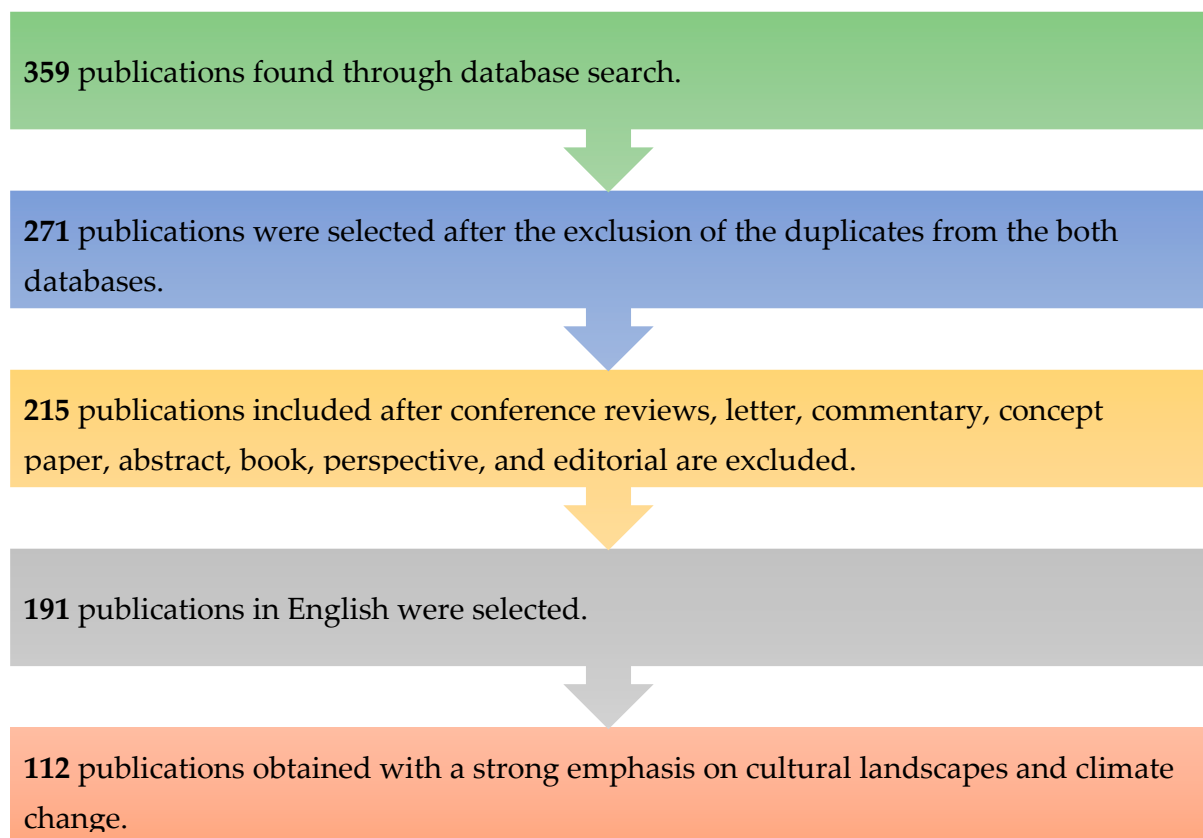 359 publications found through database search.
271 publications were selected after the exclusion of the duplicates from the both
databases.
215 publications included after conference reviews, letter, commentary, concept
paper, abstract, book, perspective, and editorial are excluded.
191 publications in English were selected.
112 publications obtained with a strong emphasis on cultural landscapes and climate
change.